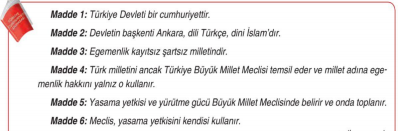 Madde 1: Türkiye Devleti bir cumhuriyettir.
Madde 2: Devletin başkenti Ankara, dili Türkçe, dini İslam'dır.
Madde 3: Egemenlik kayıtsız şartsız milletindir.
Madde 4: Türk milletini ancak Türkiye Büyük Millet Meclisi temsil eder ve millet adına ege-
menlik hakkını yalnız o kullanır.
Madde 5: Yasama yetkisi ve yürütme gücü Büyük Millet Meclisinde belirir ve onda toplanır.
Madde 6: Meclis, yasama yetkisini kendisi kullanır.